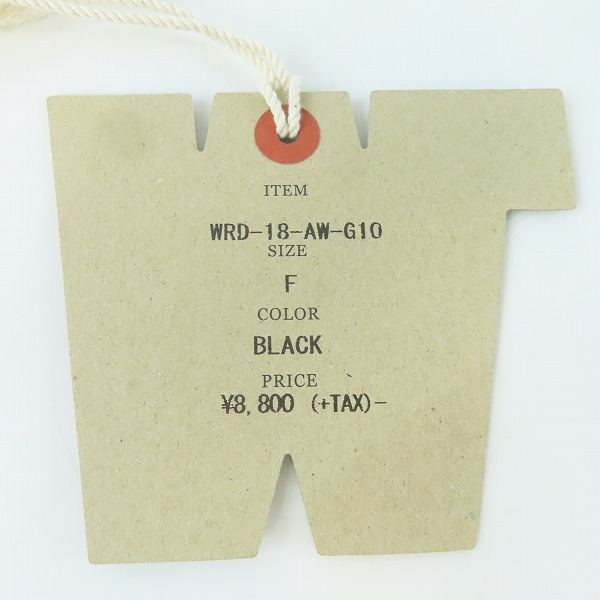 ITEM
WRD-18-AW-G10
SIZE
F
COLOR
BLACK
PRICE
¥8,800 (+TAX)-